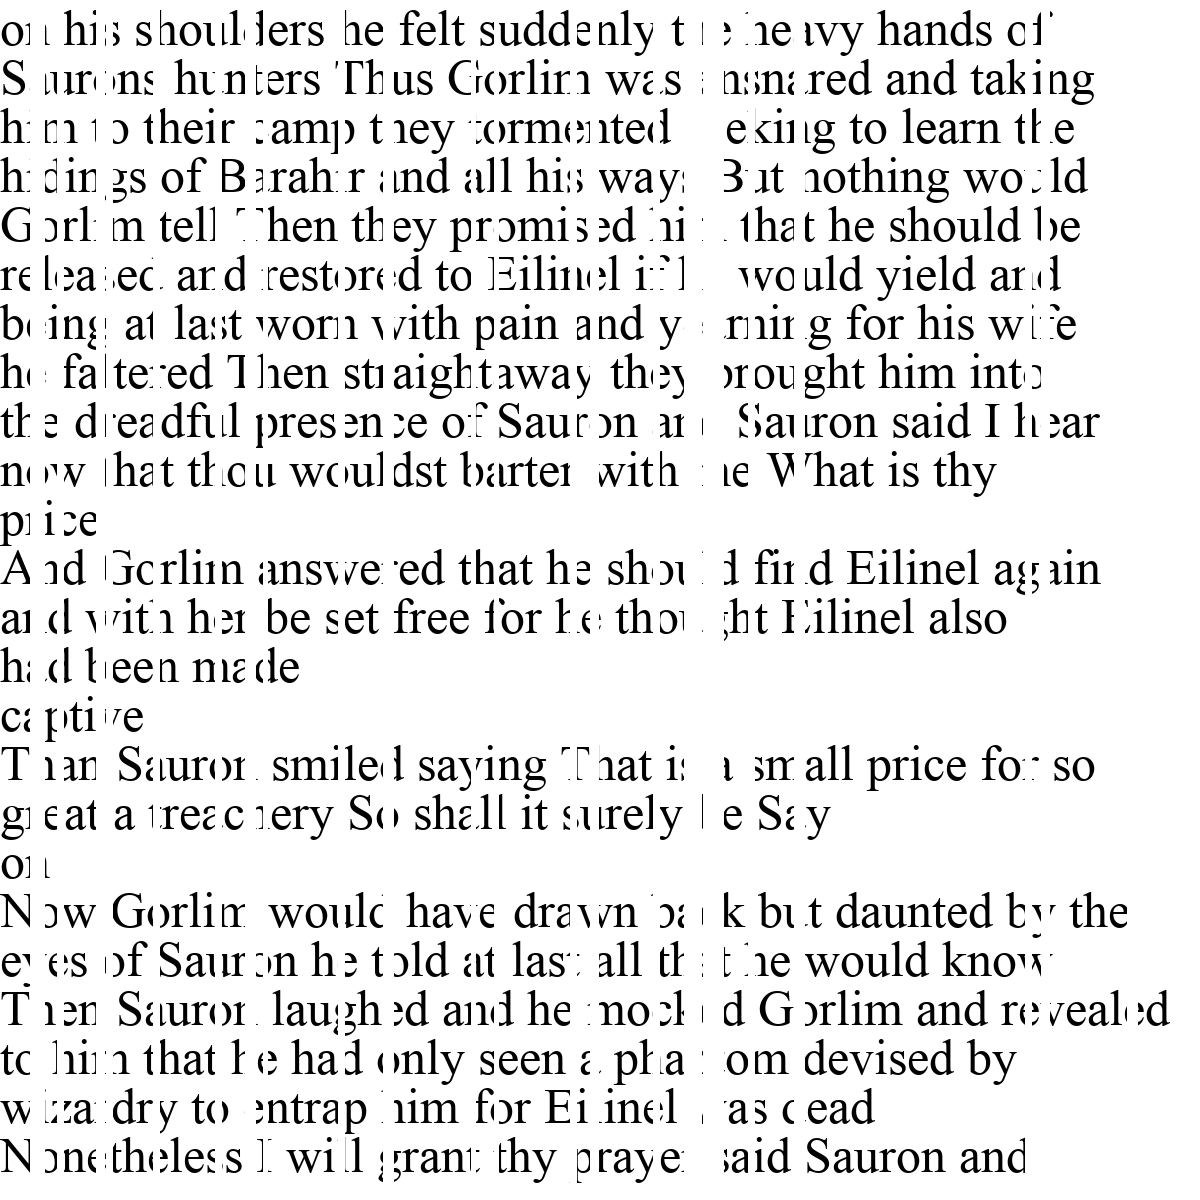 on his shoulders he felt suddenly the heavy hands of
Saurons hunters Thus Gorlim was ensnared and taking
him to their camp they tormented seeking to learn the
hidings of Barahir and all his ways But nothing would
Gorlim tell Then they promised him that he should be
released and restored to Eilinel if he would yield and
being at last worn with pain and yearning for his wife
he faltered Then straightaway they brought him into
the dreadful presence of Sauron and Sauron said I hear
now that thou wouldst barter with me What is thy
price
And Gorlim answered that he should find Eilinel again
and with her be set free for he thought Eilinel also
had been made
captive
Than Sauron smiled saying That is a small price for so
great a treachery So shall it surely be Say
on
Now Gorlim would have drawn back but daunted by the
eyes of Sauron he told at last all that he would know
Then Sauron laughed and he mocked Gorlim and revealed
to him that he had only seen a phantom devised by
wizardry to entrap him for Eilinel was dead
Nonetheless I will grant thy prayer said Sauron and